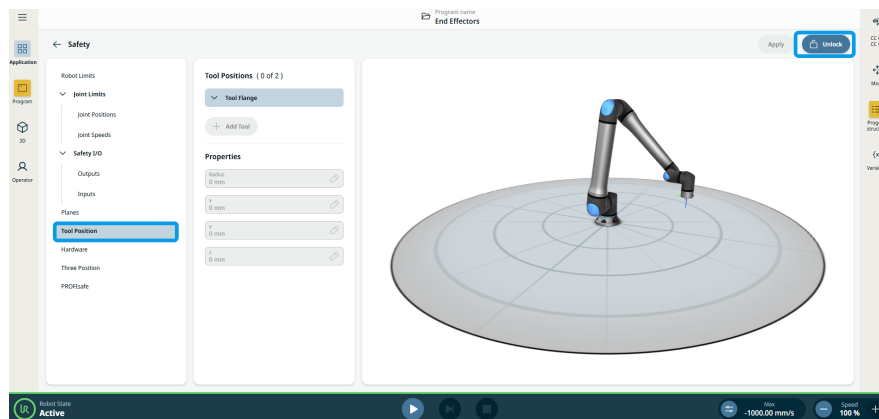 Program name
End Effectors
Safety
Apply
Unlock
Application
Program
3D
Operator
Robot Limits
Joint Limits
Joint Positions
Joint Speeds
Safety I/O
Outputs
Inputs
Planes
Tool Position
Hardware
Three Position
PROFIsafe
Tool Positions ( 0 of 2 )
Tool Flange
Add Tool
Properties
Radius
0 mm
X
0 mm
Y
0 mm
0 mm
CC
CC
UR
Robot State
Active
Max
-1000.00 mm/s
Speed
100 %